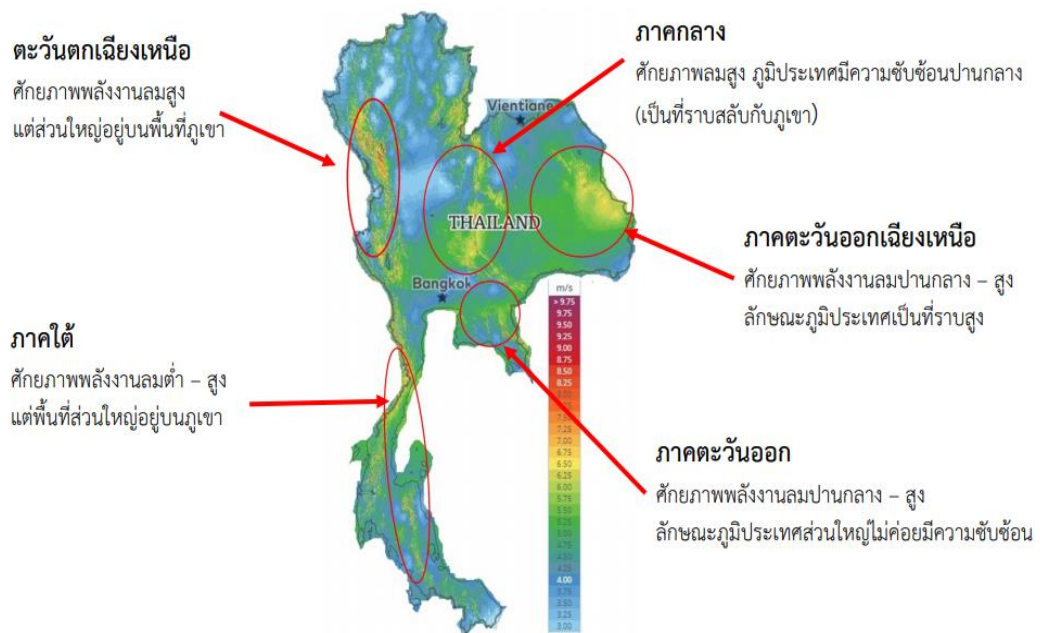 ตะวันตกเฉียงเหนือ
ศักยภาพพลังงานลมสูง
แต่ส่วนใหญ่อยู่บนพื้นที่ภูเขา
ภาคกลาง
ศักยภาพลมสูง ภูมิประเทศมีความซับซ้อนปานกลาง
(เป็นที่ราบสลับกับภูเขา)
Vientiane
THAILAND
Bangkok
ภาคตะวันออกเฉียงเหนือ
ศักยภาพพลังงานลมปานกลาง – สูง
ลักษณะภูมิประเทศเป็นที่ราบสูง
ภาคใต้
ศักยภาพพลังงานลมต่ำ – สูง
แต่พื้นที่ส่วนใหญ่อยู่บนภูเขา
ภาคตะวันออก
ศักยภาพพลังงานลมปานกลาง – สูง
ลักษณะภูมิประเทศส่วนใหญ่ไม่ค่อยมีความซับซ้อน
m/s
> 9.75
9.75
9.50
9.25
9.00
8.75
8.50
8.25
8.00
7.75
7.50
7.25
7.00
6.75
6.50
6.25
6.00
5.75
5.50
5.25
5.00
4.75
4.50
4.25
4.00
3.75
3.50
3.25
3.00